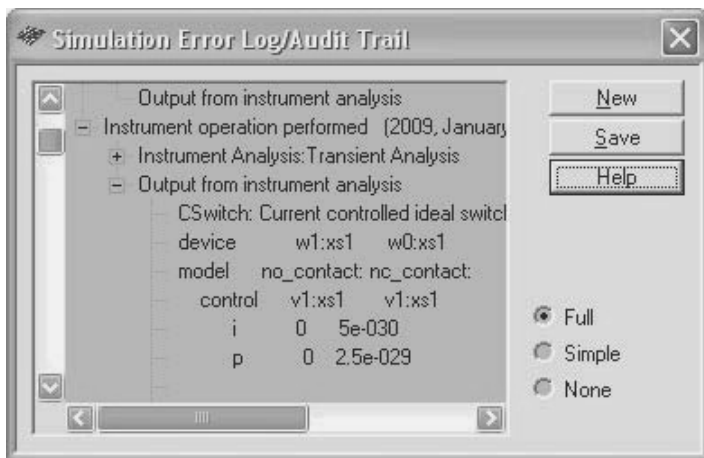 Simulation Error Log/Audit Trail
Output from instrument analysis
Instrument operation performed (2009, January
Instrument Analysis:Transient Analysis
Output from instrument analysis
CSwitch: Current controlled ideal switcl
device w1:xs1 w0:xs1
model no_contact: nc_contact:
control v1:xs1 v1:xs1
i 0 5e-030
p 0 2.5e-029
New
Save
Help
Full
Simple
None